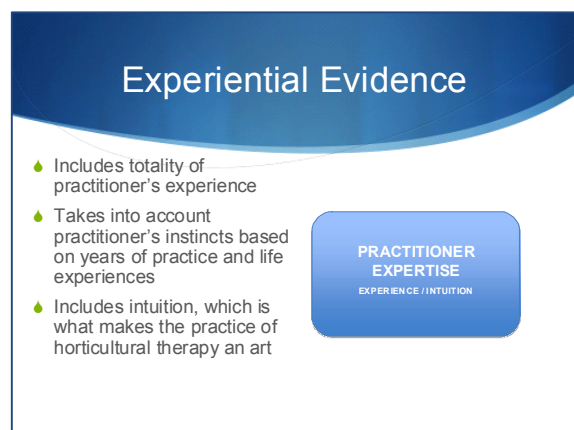 Experiential Evidence
Includes totality of
practitioner's experience
Takes into account
practitioner's instincts based
on years of practice and life
experiences
Includes intuition, which is
what makes the practice of
horticultural therapy an art
PRACTITIONER
EXPERTISE
EXPERIENCE / INTUITION